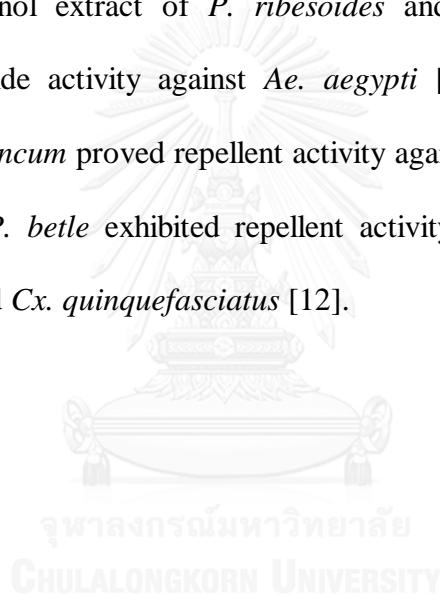 nol extract of P. ribesoides and
de activity against Ae. aegypti [
ncum proved repellent activity agai
P. betle exhibited repellent activity
Cx. quinquefasciatus [12].
จุฬาลงกรณ์มหาวิทยาลัย
CHULALONGKORN UNIVERSITY